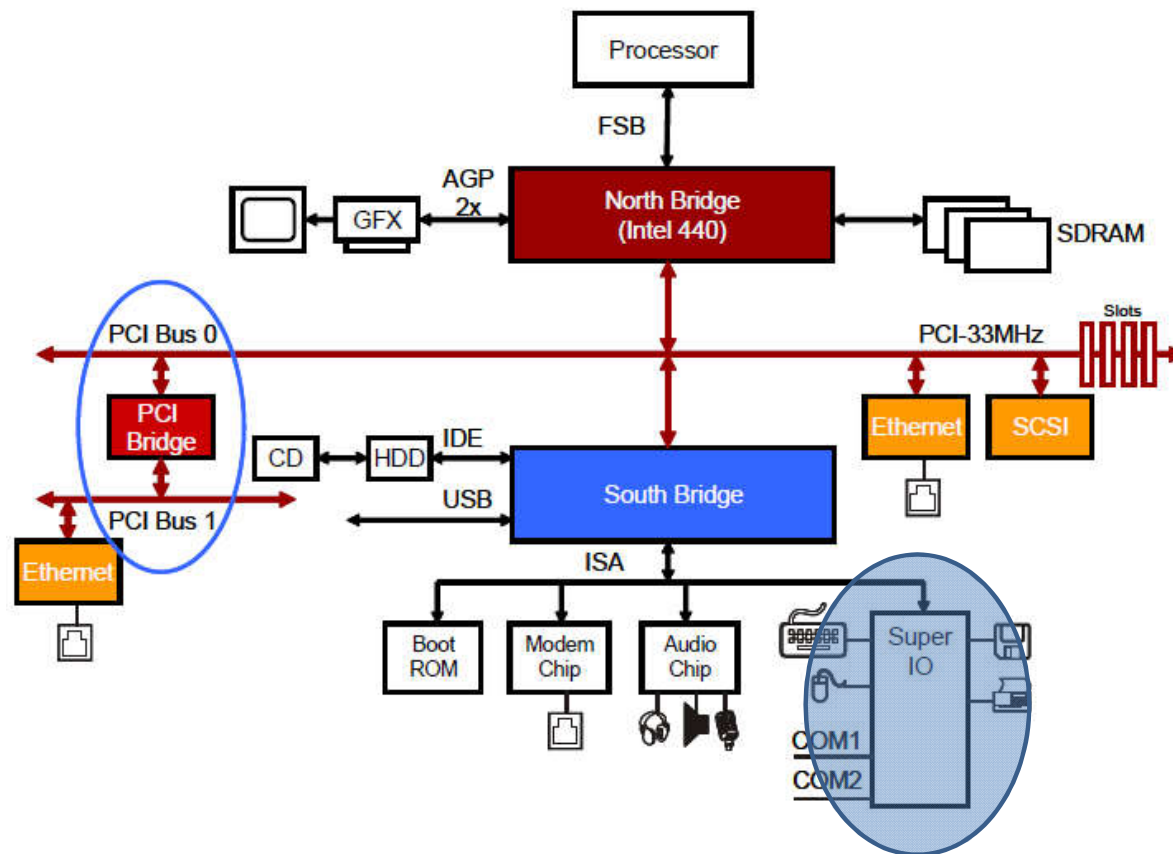 Processor
FSB
AGP
2x
GFX
North Bridge
(Intel 440)
SDRAM
PCI Bus 0
PCI-33MHz
Slots
PCI
Bridge
Ethernet
SCSI
CD
HDD
IDE
USB
South Bridge
PCI Bus 1
Ethernet
ISA
Boot
ROM
Modem
Chip
Audio
Chip
Super
IO
COM1
COM2